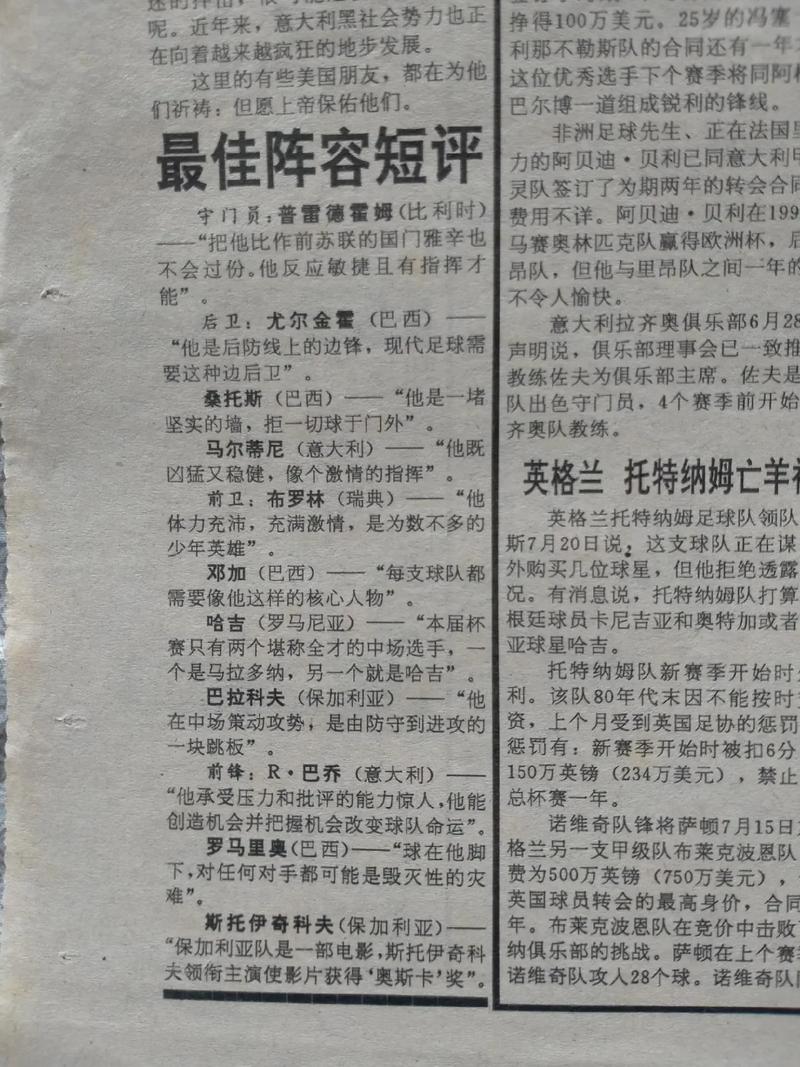 呢。近年来，意大利黑社会势力也正
在向着越来越疯狂的地步发展。
这里的有些美国朋友，都在为他
们祈祷：但愿上帝保佑他们。
最佳阵容短评
守门员：普雷德霍姆（比利时）
——“把他比作前苏联的国门雅辛也
不会过份。他反应敏捷且有指挥才
能”。
后卫：尤尔金霍（巴西）——
“他是后防线上的边锋，现代足球需
要这种边后卫”。
桑托斯（巴西）——“他是一堵
坚实的墙，拒一切球于门外”。
马尔蒂尼（意大利）——“他既
凶猛又稳健，像个激情的指挥”。
前卫：布罗林（瑞典）——“他
体力充沛，充满激情，是为数不多的
少年英雄”。
邓加（巴西）——“每支球队都
需要像他这样的核心人物”。
哈吉（罗马尼亚）——“本届杯
赛只有两个堪称全才的中场选手，一
个是马拉多纳，另一个就是哈吉”。
巴拉科夫（保加利亚）——“他
在中场策动攻势，是由防守到进攻的
一块跳板”。
前锋：R·巴乔（意大利）——
“他承受压力和批评的能力惊人，他能
创造机会并把握机会改变球队命运”。
罗马里奥（巴西）——“球在他脚
下，对任何对手都可能是毁灭性的灾
难”。
斯托伊奇科夫（保加利亚）——
“保加利亚队是一部电影，斯托伊奇科
夫领衔主演使影片获得‘奥斯卡’奖”。
挣得100万美元。25岁的冯塞
利那不勒斯队的合同还有一年
这位优秀选手下个赛季将同阿根
巴尔博一道组成锐利的锋线。
非洲足球先生、正在法国里
力的阿贝迪·贝利已同意大利甲
灵队签订了为期两年的转会合同
费用不详。阿贝迪·贝利在199
马赛奥林匹克队赢得欧洲杯，后
昂队，但他与里昂队之间一年的
不令人愉快。
意大利拉齐奥俱乐部6月28
声明说，俱乐部理事会已一致推
教练佐夫为俱乐部主席。佐夫是
队出色守门员，4个赛季前开始
齐奥队教练。
英格兰 托特纳姆亡羊补
英格兰托特纳姆足球队领队
斯7月20日说，这支球队正在谋
外购买几位球星，但他拒绝透露
况。有消息说，托特纳姆队打算
根廷球员卡尼吉亚和奥特加或者
亚球星哈吉。
托特纳姆队新赛季开始时
利。该队80年代末因不能按时
资，上个月受到英国足协的惩罚
惩罚有：新赛季开始时被扣6分
150万英镑（234万美元），禁止
总杯赛一年。
诺维奇队锋将萨顿7月15日
格兰另一支甲级队布莱克波恩队
费为500万英镑（750万美元），
英国球员转会的最高身价，合同
年。布莱克波恩队在竞价中击败
纳俱乐部的挑战。萨顿在上个赛
诺维奇队攻入28个球。诺维奇队